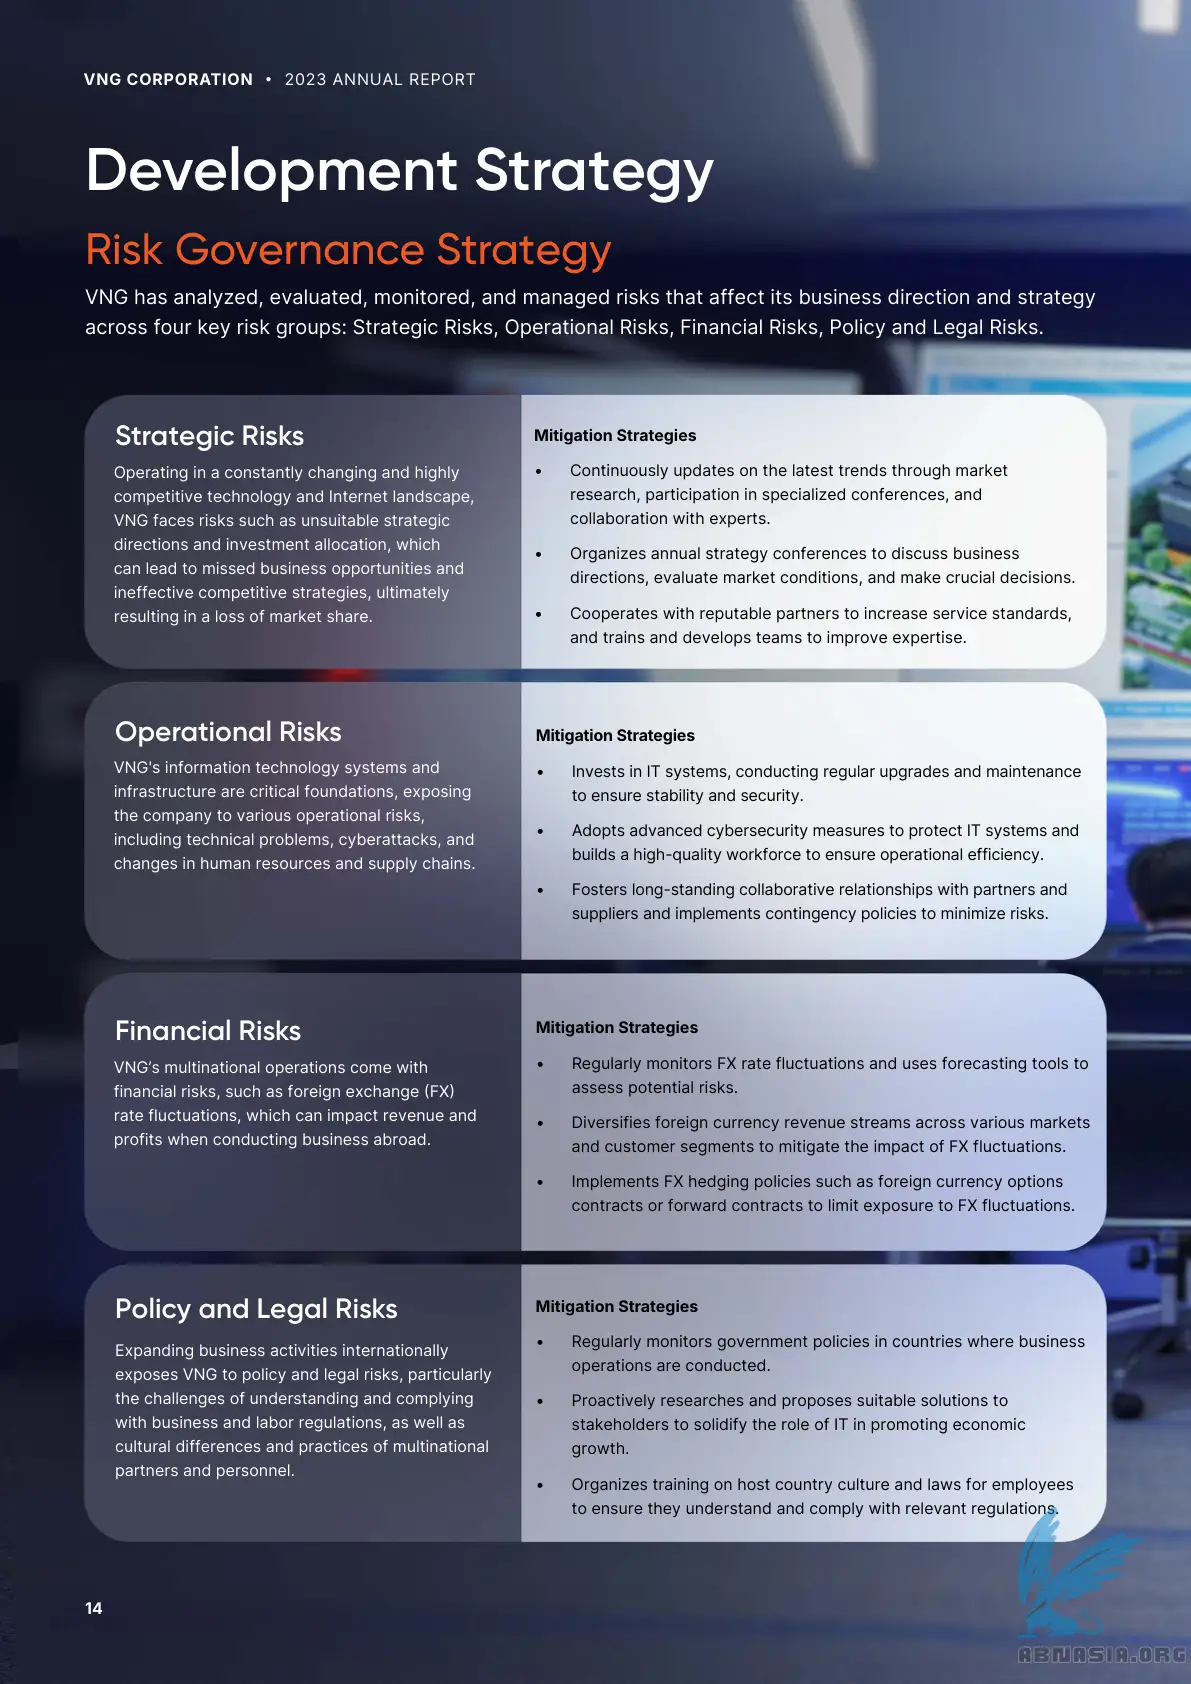 VNG CORPORATION • 2023 ANNUAL REPORT
Development Strategy
Risk Governance Strategy
VNG has analyzed, evaluated, monitored, and managed risks that affect its business direction and strategy
across four key risk groups: Strategic Risks, Operational Risks, Financial Risks, Policy and Legal Risks.
Strategic Risks
Operating in a constantly changing and highly
competitive technology and Internet landscape,
VNG faces risks such as unsuitable strategic
directions and investment allocation, which
can lead to missed business opportunities and
ineffective competitive strategies, ultimately
resulting in a loss of market share.
Mitigation Strategies
• Continuously updates on the latest trends through market
research, participation in specialized conferences, and
collaboration with experts.
• Organizes annual strategy conferences to discuss business
directions, evaluate market conditions, and make crucial decisions.
• Cooperates with reputable partners to increase service standards,
and trains and develops teams to improve expertise.
Operational Risks
VNG's information technology systems and
infrastructure are critical foundations, exposing
the company to various operational risks,
including technical problems, cyberattacks, and
changes in human resources and supply chains.
Mitigation Strategies
• Invests in IT systems, conducting regular upgrades and maintenance
to ensure stability and security.
• Adopts advanced cybersecurity measures to protect IT systems and
builds a high-quality workforce to ensure operational efficiency.
• Fosters long-standing collaborative relationships with partners and
suppliers and implements contingency policies to minimize risks.
Financial Risks
VNG’s multinational operations come with
financial risks, such as foreign exchange (FX)
rate fluctuations, which can impact revenue and
profits when conducting business abroad.
Mitigation Strategies
• Regularly monitors FX rate fluctuations and uses forecasting tools to
assess potential risks.
• Diversifies foreign currency revenue streams across various markets
and customer segments to mitigate the impact of FX fluctuations.
• Implements FX hedging policies such as foreign currency options
contracts or forward contracts to limit exposure to FX fluctuations.
Policy and Legal Risks
Expanding business activities internationally
exposes VNG to policy and legal risks, particularly
the challenges of understanding and complying
with business and labor regulations, as well as
cultural differences and practices of multinational
partners and personnel.
Mitigation Strategies
• Regularly monitors government policies in countries where business
operations are conducted.
• Proactively researches and proposes suitable solutions to
stakeholders to solidify the role of IT in promoting economic
growth.
• Organizes training on host country culture and laws for employees
to ensure they understand and comply with relevant regulations.
14
ABNASIA.ORG